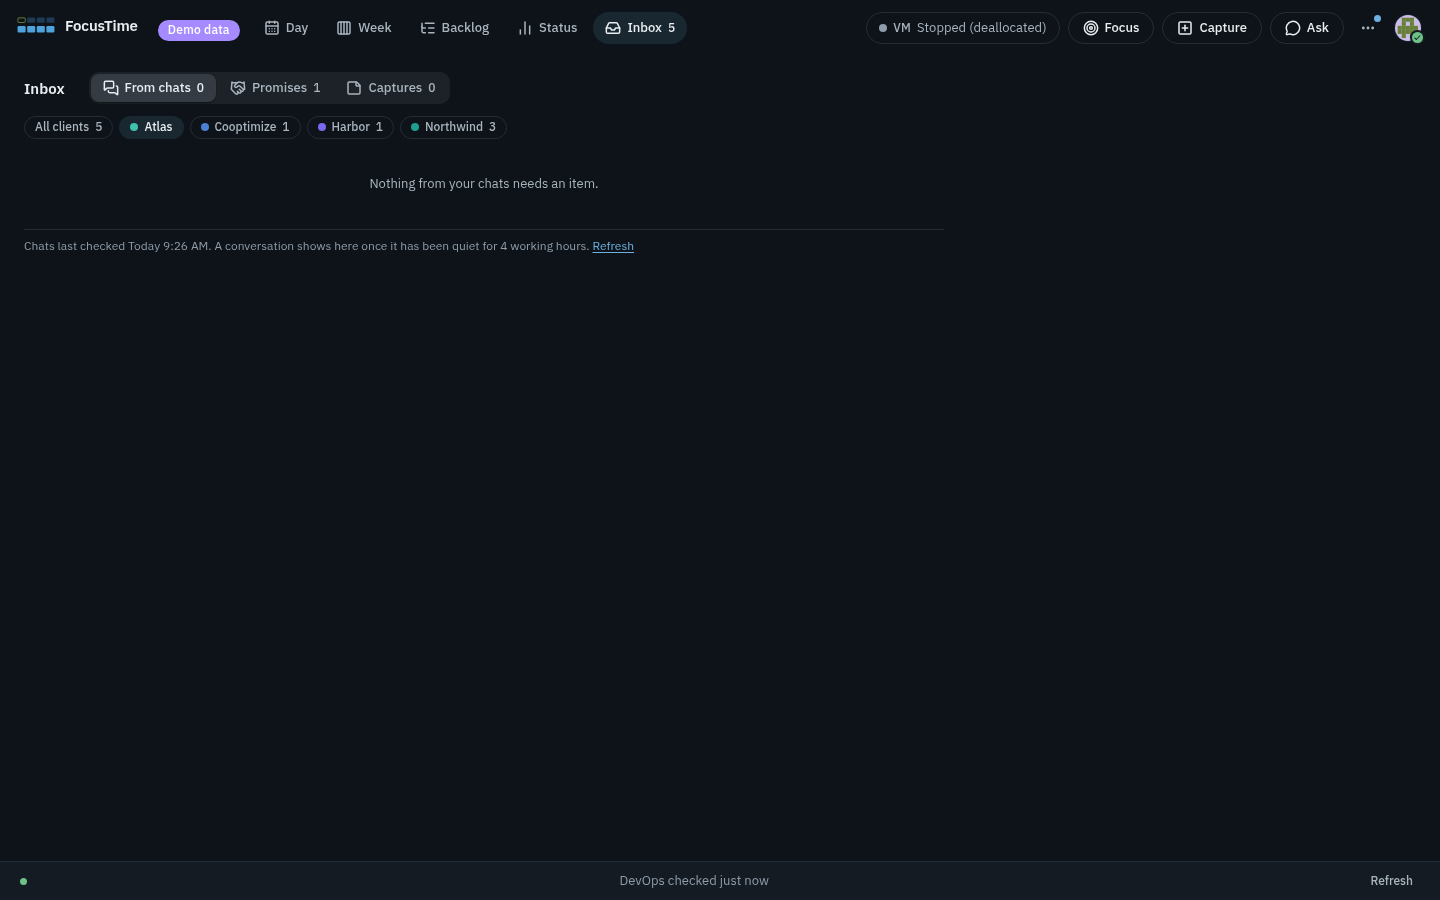 FocusTime
Demo data
Day
Week
Backlog
Status
Inbox 5
VM Stopped (deallocated)
Focus
Capture
Ask
Inbox
From chats 0
Promises 1
Captures 0
All clients 5
Atlas
Cooptimize 1
Harbor 1
Northwind 3
Nothing from your chats needs an item.
Chats last checked Today 9:26 AM. A conversation shows here once it has been quiet for 4 working hours. Refresh
DevOps checked just now
Refresh